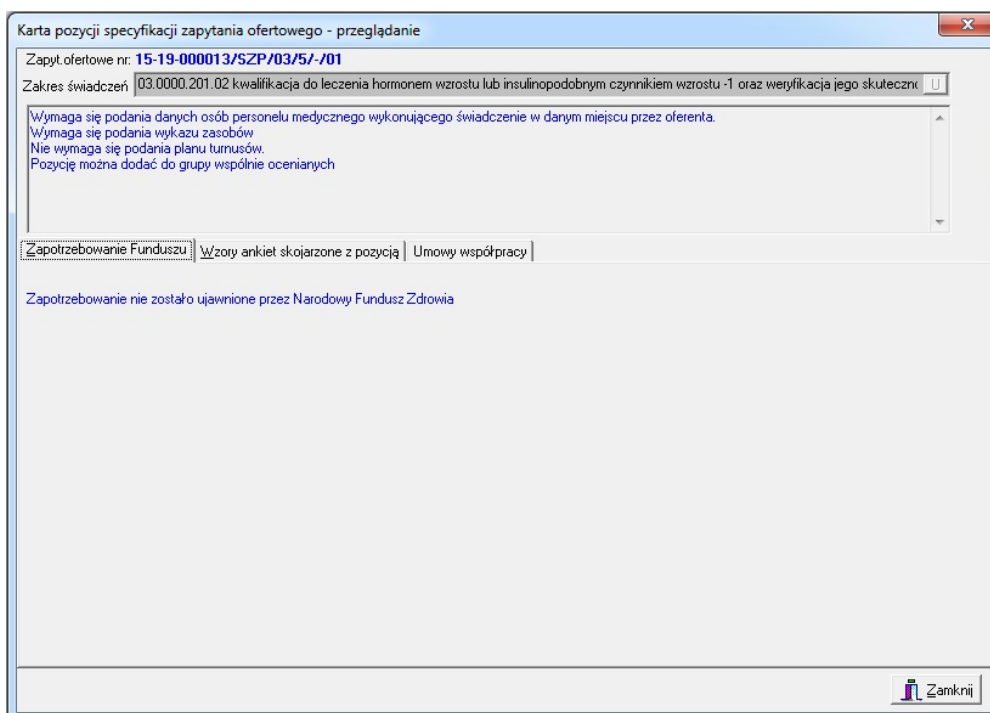 Karta pozycji specyfikacji zapytania ofertowego - przeglądanie
Zapyt.ofertowe nr: 15-19-000013/SZP/03/5/-/01
Zakres świadczeń 03.0000.201.02 kwalifikacja do leczenia hormonem wzrostu lub insulinopodobnym czynnikiem wzrostu -1 oraz weryfikacja jego skuteczn U
Wymaga się podania danych osób personelu medycznego wykonującego świadczenie w danym miejscu przez oferenta.
Wymaga się podania wykazu zasobów
Nie wymaga się podania planu turnusów.
Pozycję można dodać do grupy wspólnie ocenianych
Zapotrzebowanie Funduszu Wzory ankiet skojarzone z pozycją Umowy współpracy
Zapotrzebowanie nie zostało ujawnione przez Narodowy Fundusz Zdrowia
Zamknij